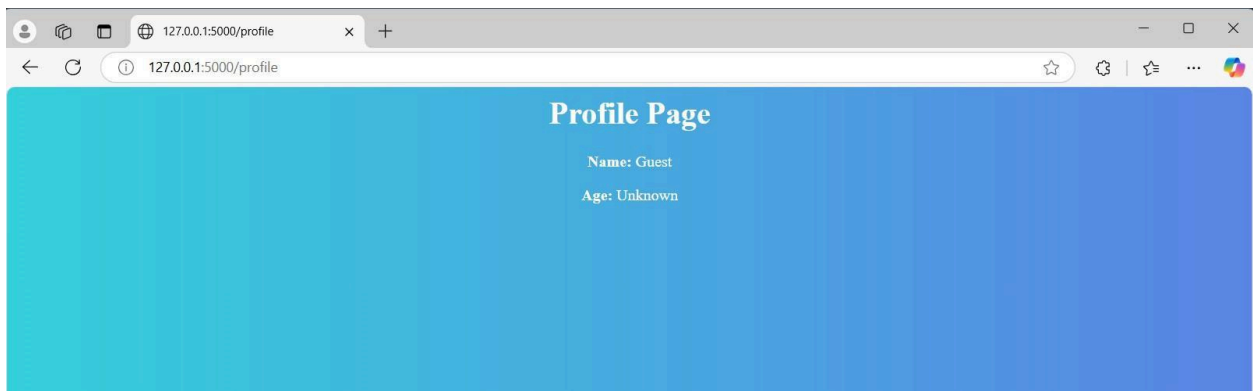 127.0.0.1:5000/profile
127.0.0.1:5000/profile
Profile Page
Name: Guest
Age: Unknown